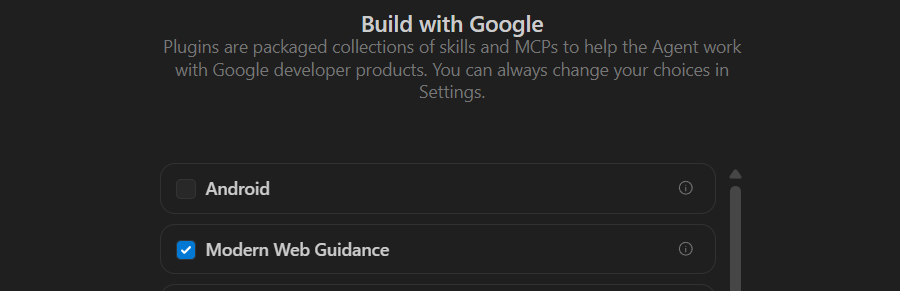 Build with Google
Plugins are packaged collections of skills and MCPs to help the Agent work
with Google developer products. You can always change your choices in
Settings.
Android
Modern Web Guidance